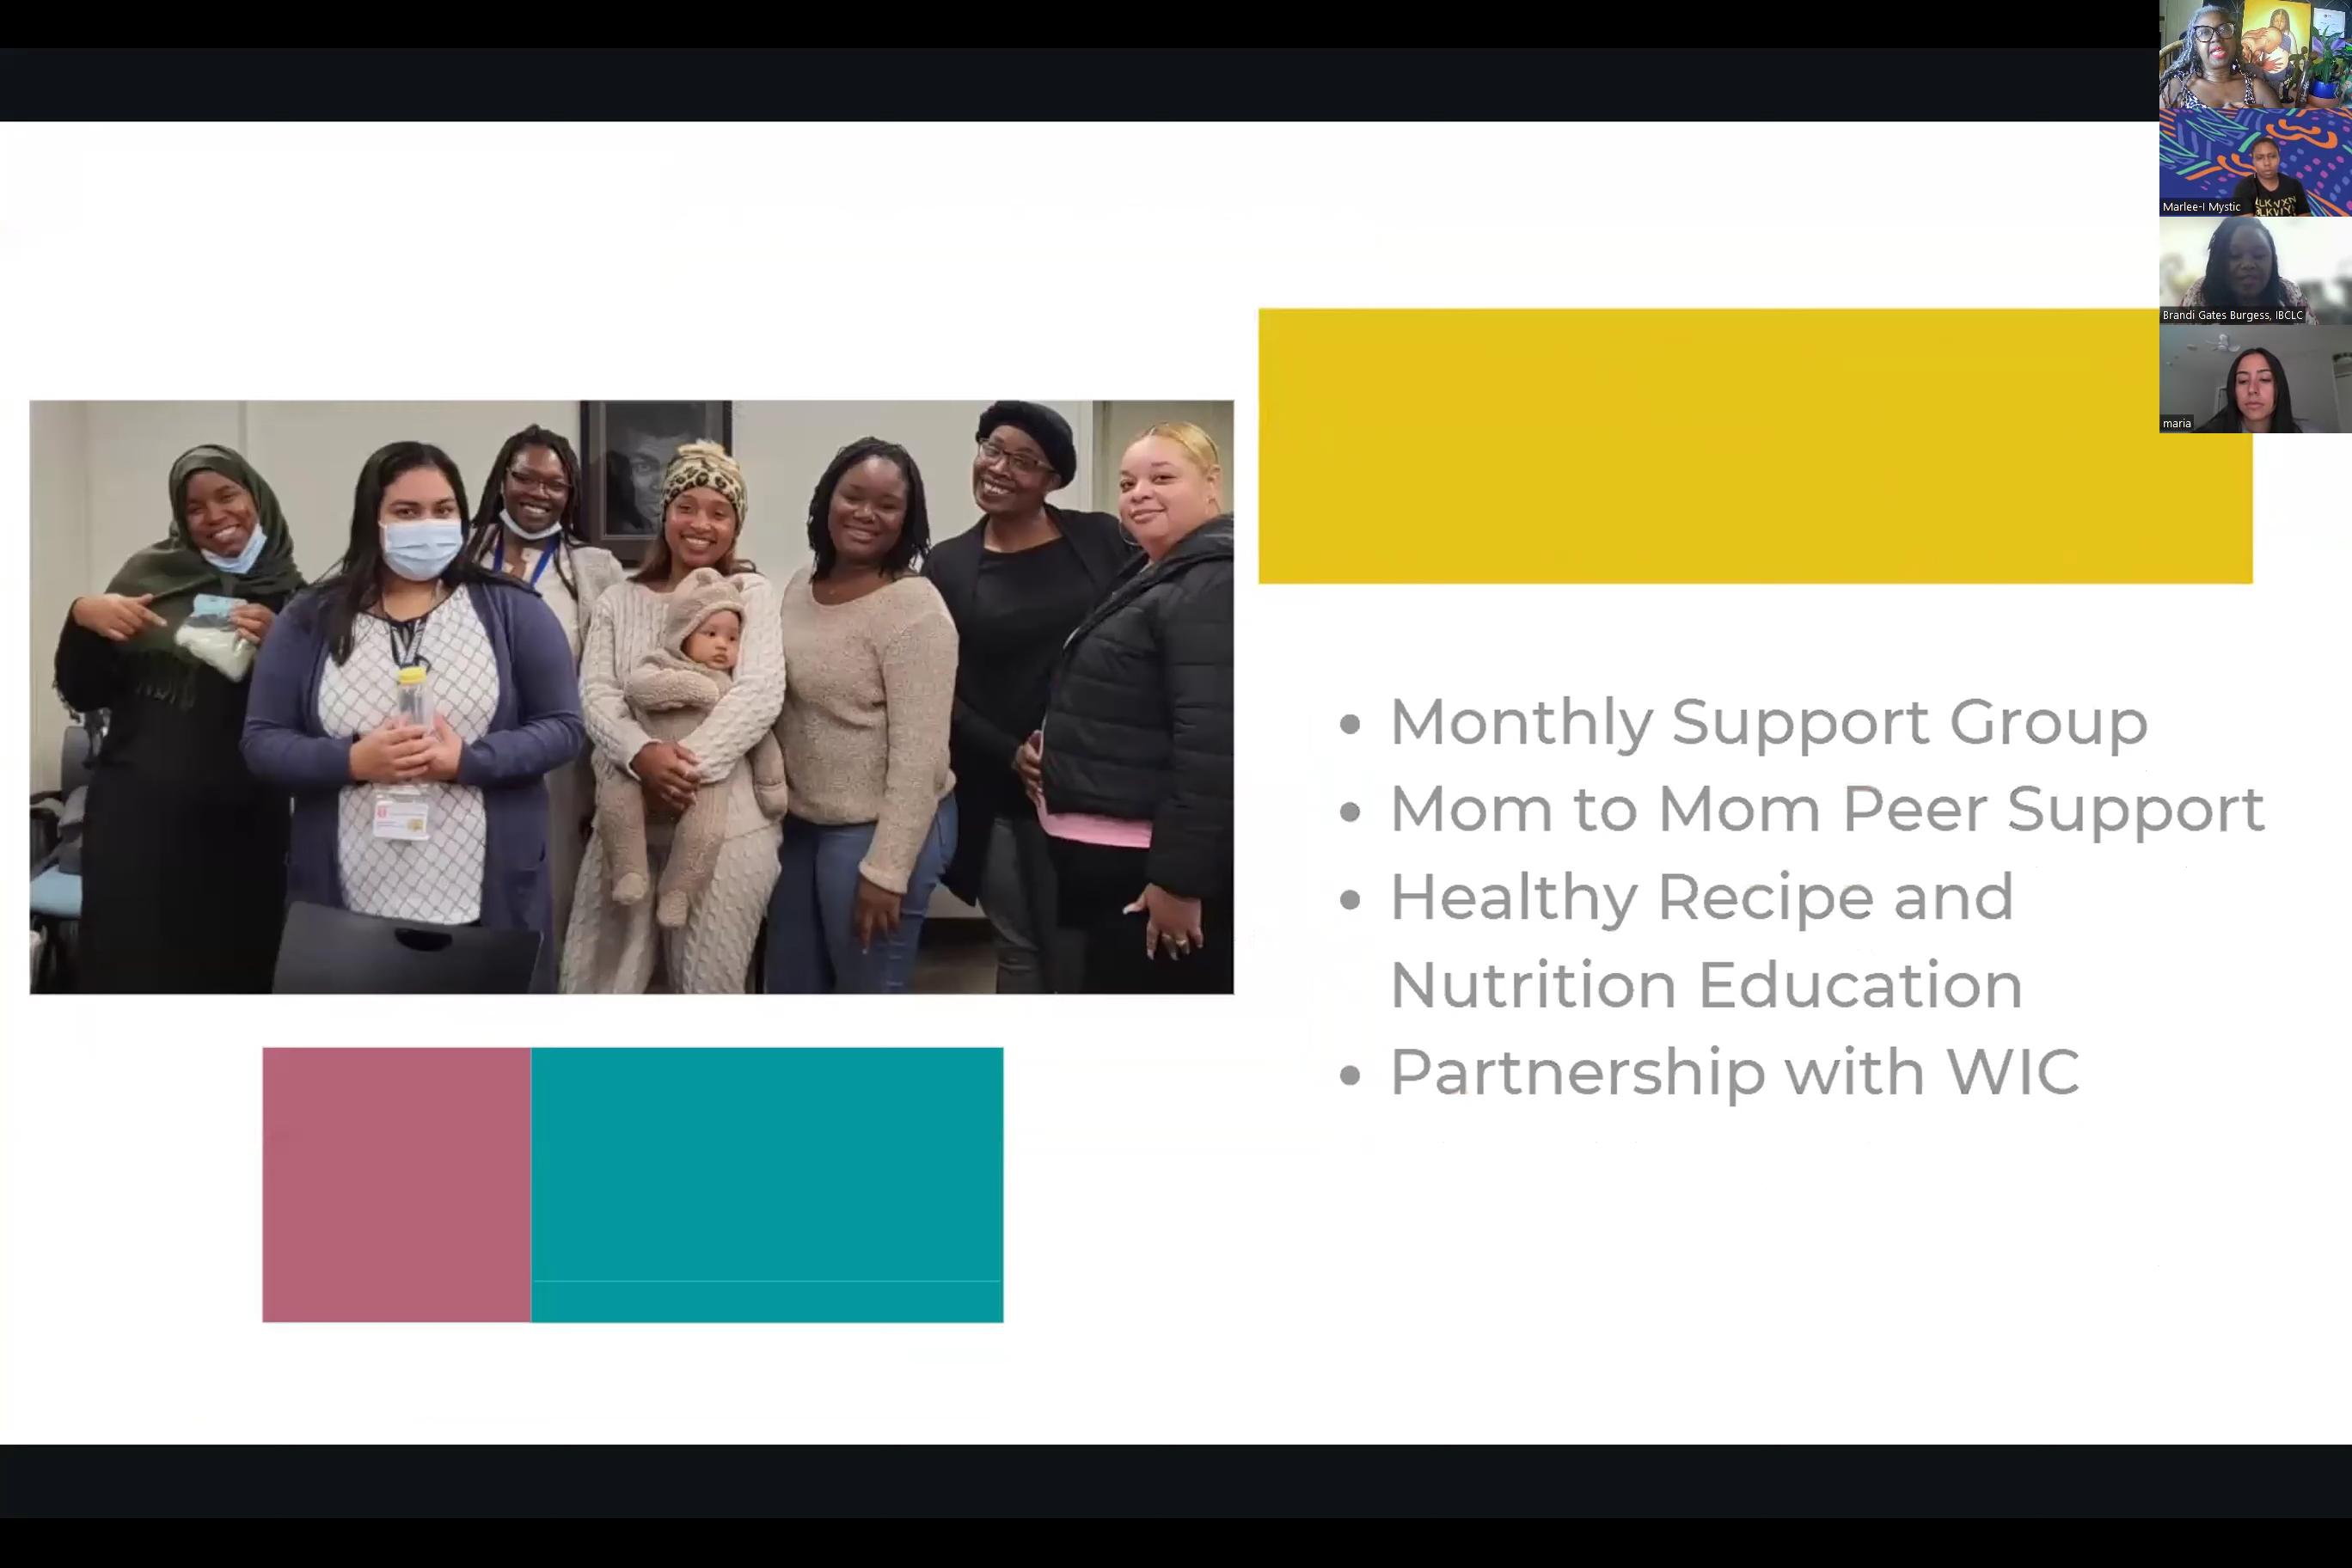 Monthly Support Group
Mom to Mom Peer Support
Healthy Recipe and
Nutrition Education
Partnership with WIC
Marlee-I Mystic
Brandi Gates Burgess, IBCLC
maria